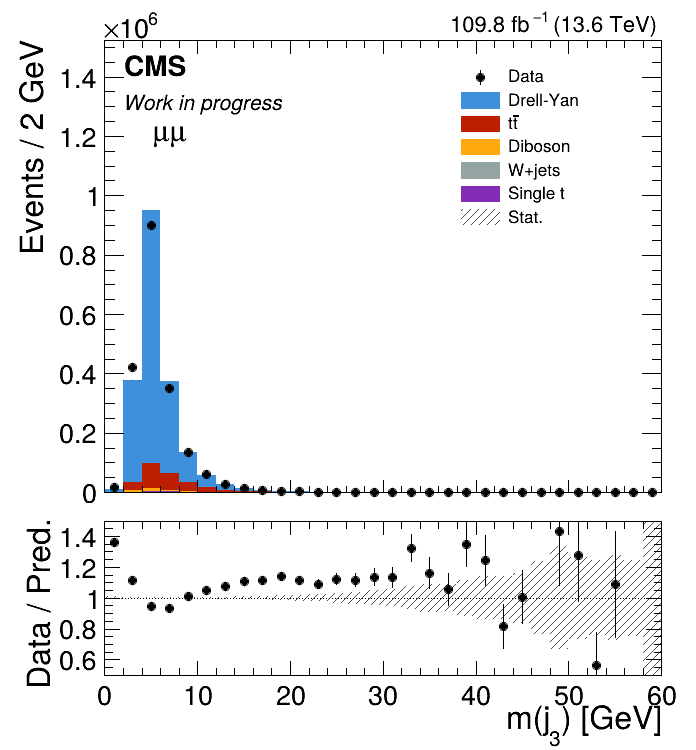 ×10⁶
109.8 fb⁻¹ (13.6 TeV)
CMS
Work in progress
μμ
Data
Drell-Yan
tt̄
Diboson
W+jets
Single t
Stat.
Events / 2 GeV
1.4
1.2
1
0.8
0.6
0.4
0.2
0
Data / Pred.
1.4
1.2
1
0.8
0.6
0 10 20 30 40 50 60
m(j₃) [GeV]